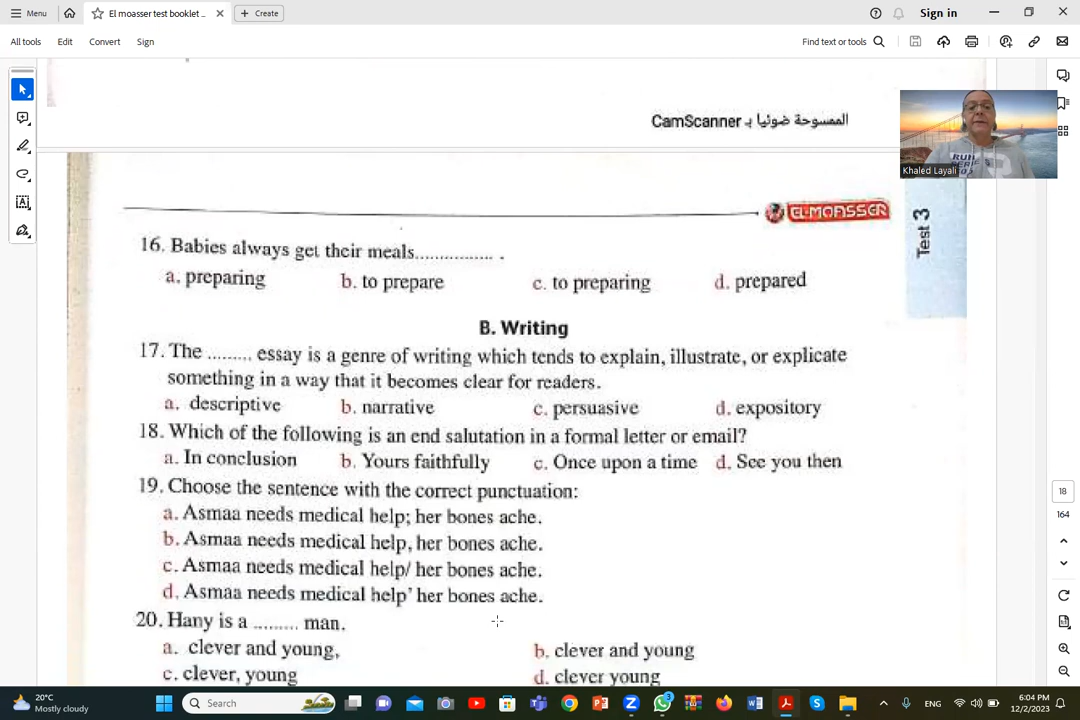 Menu
El moasser test booklet ...
Create
Sign in
All tools
Edit
Convert
Sign
Find text or tools
الممسوحة ضوئيا بـ CamScanner
Khaled Layali
EL-MOASSER
Test 3
16. Babies always get their meals................ .
a. preparing b. to prepare c. to preparing d. prepared
B. Writing
17. The ......... essay is a genre of writing which tends to explain, illustrate, or explicate
something in a way that it becomes clear for readers.
a. descriptive b. narrative c. persuasive d. expository
18. Which of the following is an end salutation in a formal letter or email?
a. In conclusion b. Yours faithfully c. Once upon a time d. See you then
19. Choose the sentence with the correct punctuation:
a. Asmaa needs medical help; her bones ache.
b. Asmaa needs medical help, her bones ache.
c. Asmaa needs medical help/ her bones ache.
d. Asmaa needs medical help’ her bones ache.
20. Hany is a ......... man.
a. clever and young, b. clever and young
c. clever, young d. clever young
18
164
20°C
Mostly cloudy
Search
3
ENG
6:04 PM
12/2/2023